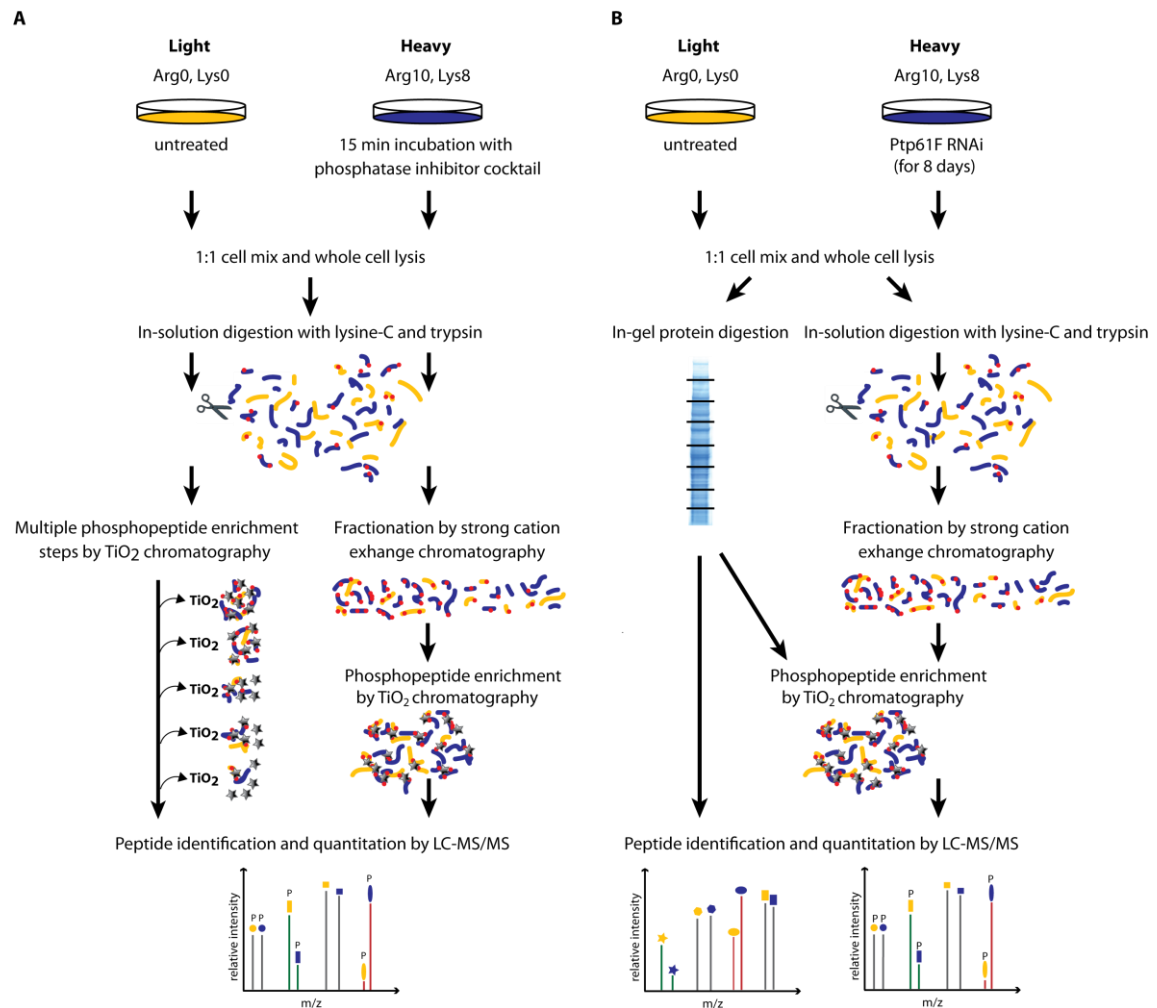 A
Light
Heavy
Arg0, Lys0
Arg10, Lys8
untreated
15 min incubation with
phosphatase inhibitor cocktail
1:1 cell mix and whole cell lysis
In-solution digestion with lysine-C and trypsin
Multiple phosphopeptide enrichment
steps by TiO2 chromatography
Fractionation by strong cation
exhange chromatography
TiO2
TiO2
TiO2
TiO2
TiO2
Phosphopeptide enrichment
by TiO2 chromatography
Peptide identification and quantitation by LC-MS/MS
relative intensity
P P
P
P
P
P
m/z
B
Light
Heavy
Arg0, Lys0
Arg10, Lys8
untreated
Ptp61F RNAi
(for 8 days)
1:1 cell mix and whole cell lysis
In-gel protein digestion
In-solution digestion with lysine-C and trypsin
Fractionation by strong cation
exhange chromatography
Phosphopeptide enrichment
by TiO2 chromatography
Peptide identification and quantitation by LC-MS/MS
relative intensity
m/z
relative intensity
P P
P
P
P
P
m/z